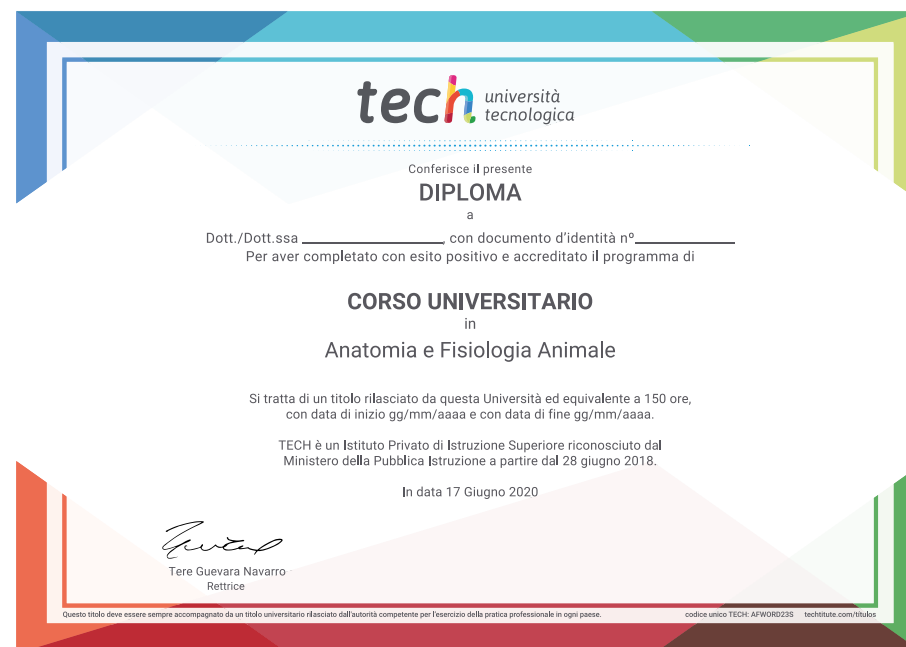 tech università
tecnologica
Conferisce il presente
DIPLOMA
a
Dott./Dott.ssa ____________________, con documento d'identità nº______________
Per aver completato con esito positivo e accreditato il programma di
CORSO UNIVERSITARIO
in
Anatomia e Fisiologia Animale
Si tratta di un titolo rilasciato da questa Università ed equivalente a 150 ore,
con data di inizio gg/mm/aaaa e con data di fine gg/mm/aaaa.
TECH è un Istituto Privato di Istruzione Superiore riconosciuto dal
Ministero della Pubblica Istruzione a partire dal 28 giugno 2018.
In data 17 Giugno 2020
Tere Guevara Navarro
Rettrice
Questo titolo deve essere sempre accompagnato da un titolo universitario rilasciato dall'autorità competente per l'esercizio della pratica professionale in ogni paese. codice unico TECH: AFWORD23S techtitute.com/titulos